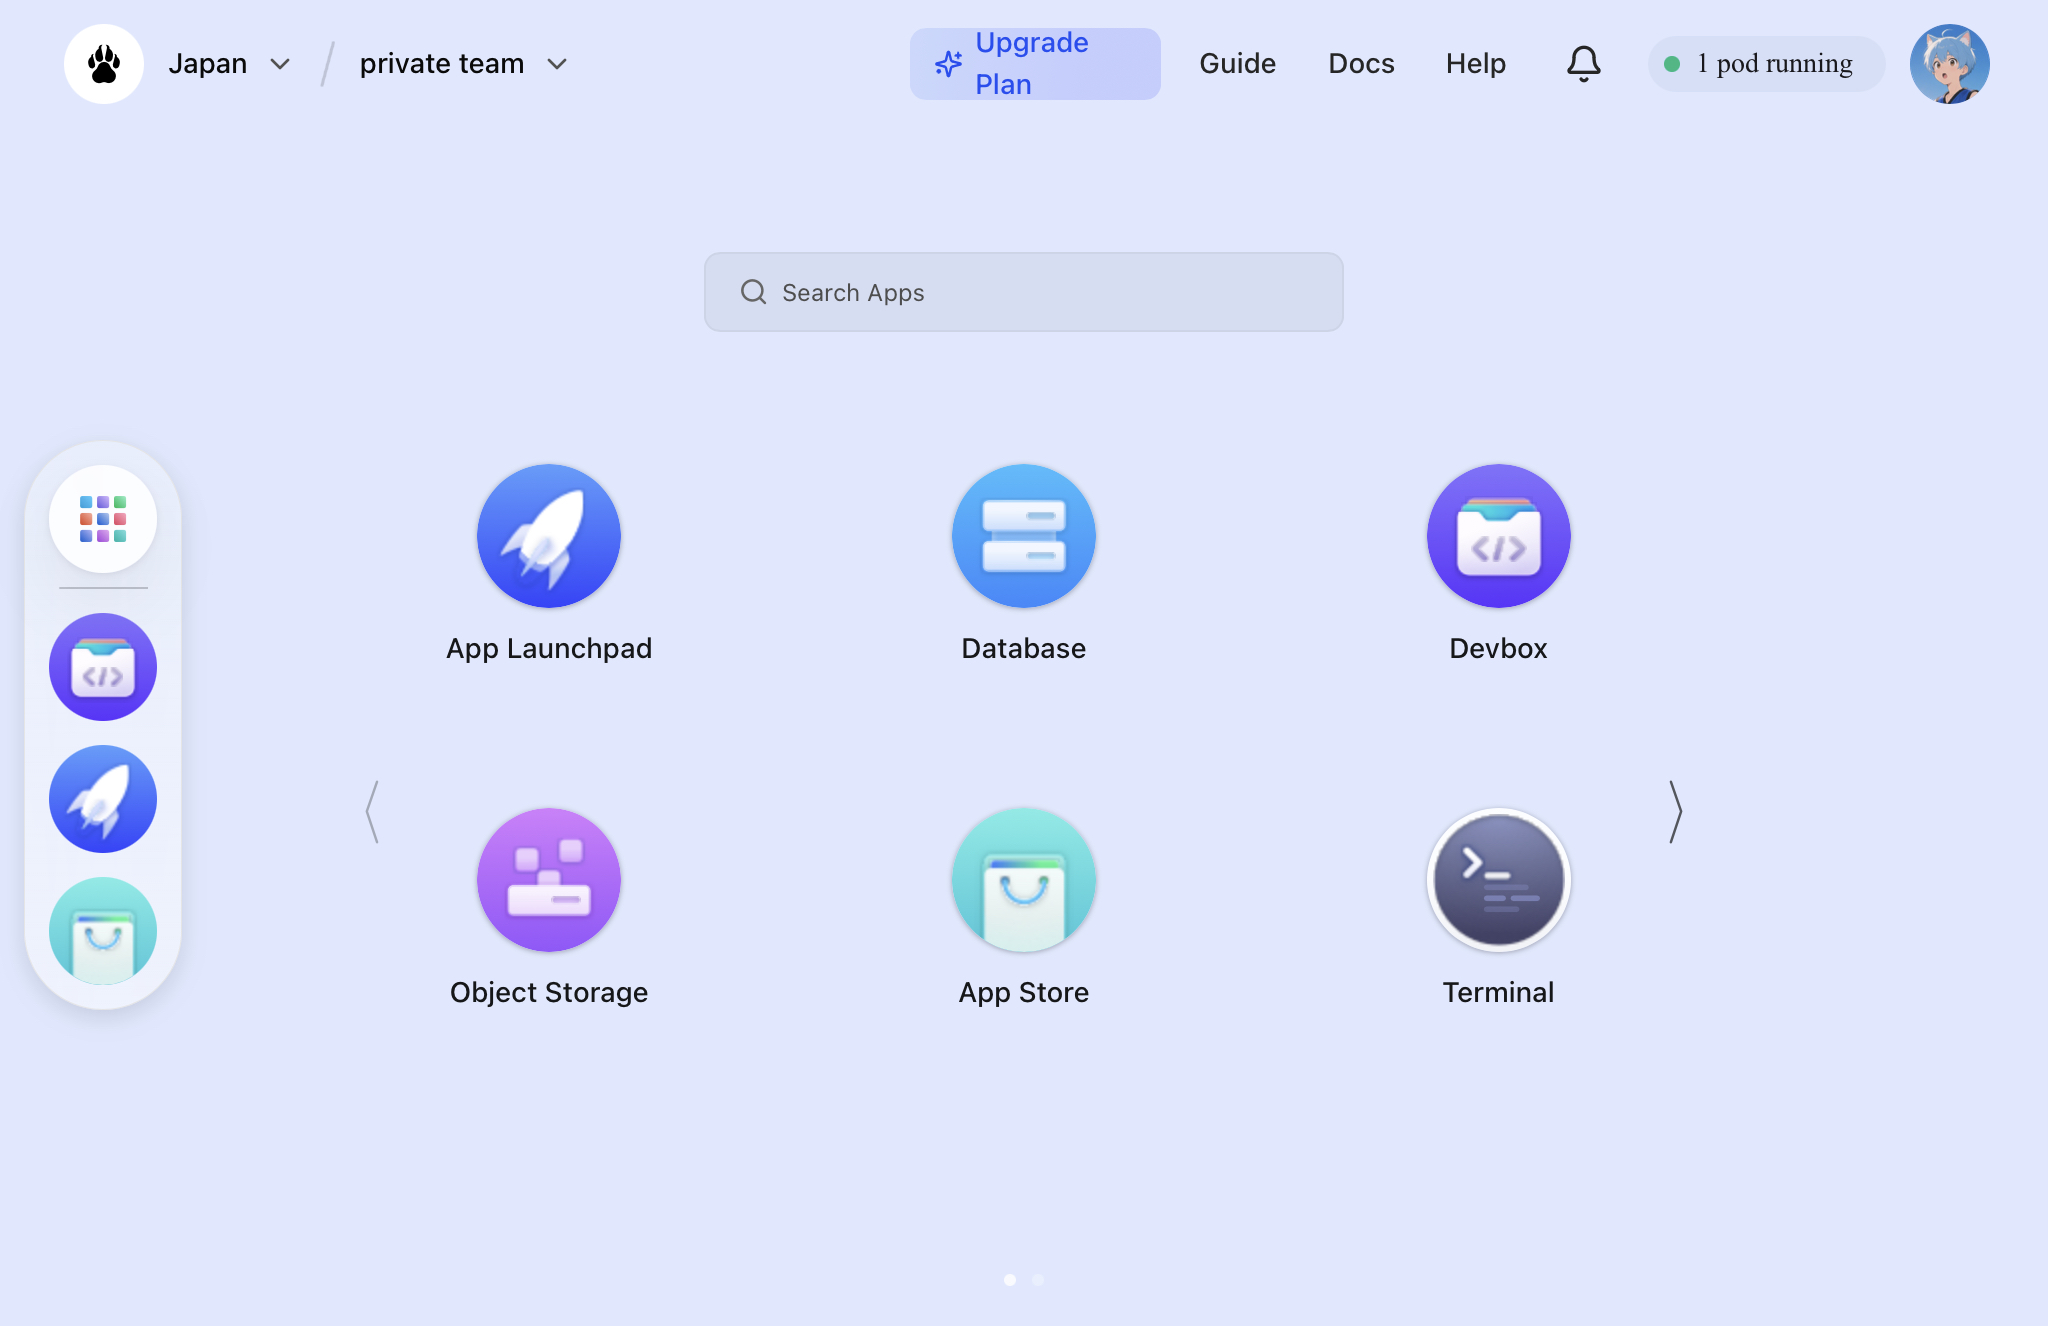 Japan
private team
Upgrade
Plan
Guide
Docs
Help
1 pod running
Search Apps
App Launchpad
Database
Devbox
Object Storage
App Store
Terminal